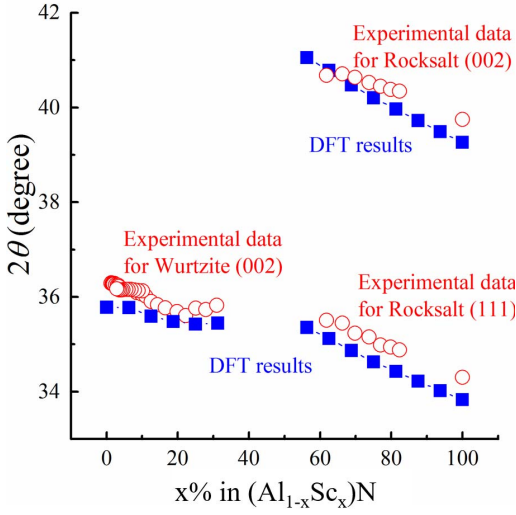 42
40
38
36
34
2θ (degree)
Experimental data
for Rocksalt (002)
DFT results
Experimental data
for Wurtzite (002)
Experimental data
for Rocksalt (111)
DFT results
0 20 40 60 80 100
x% in (Al₁₋ₓScₓ)N